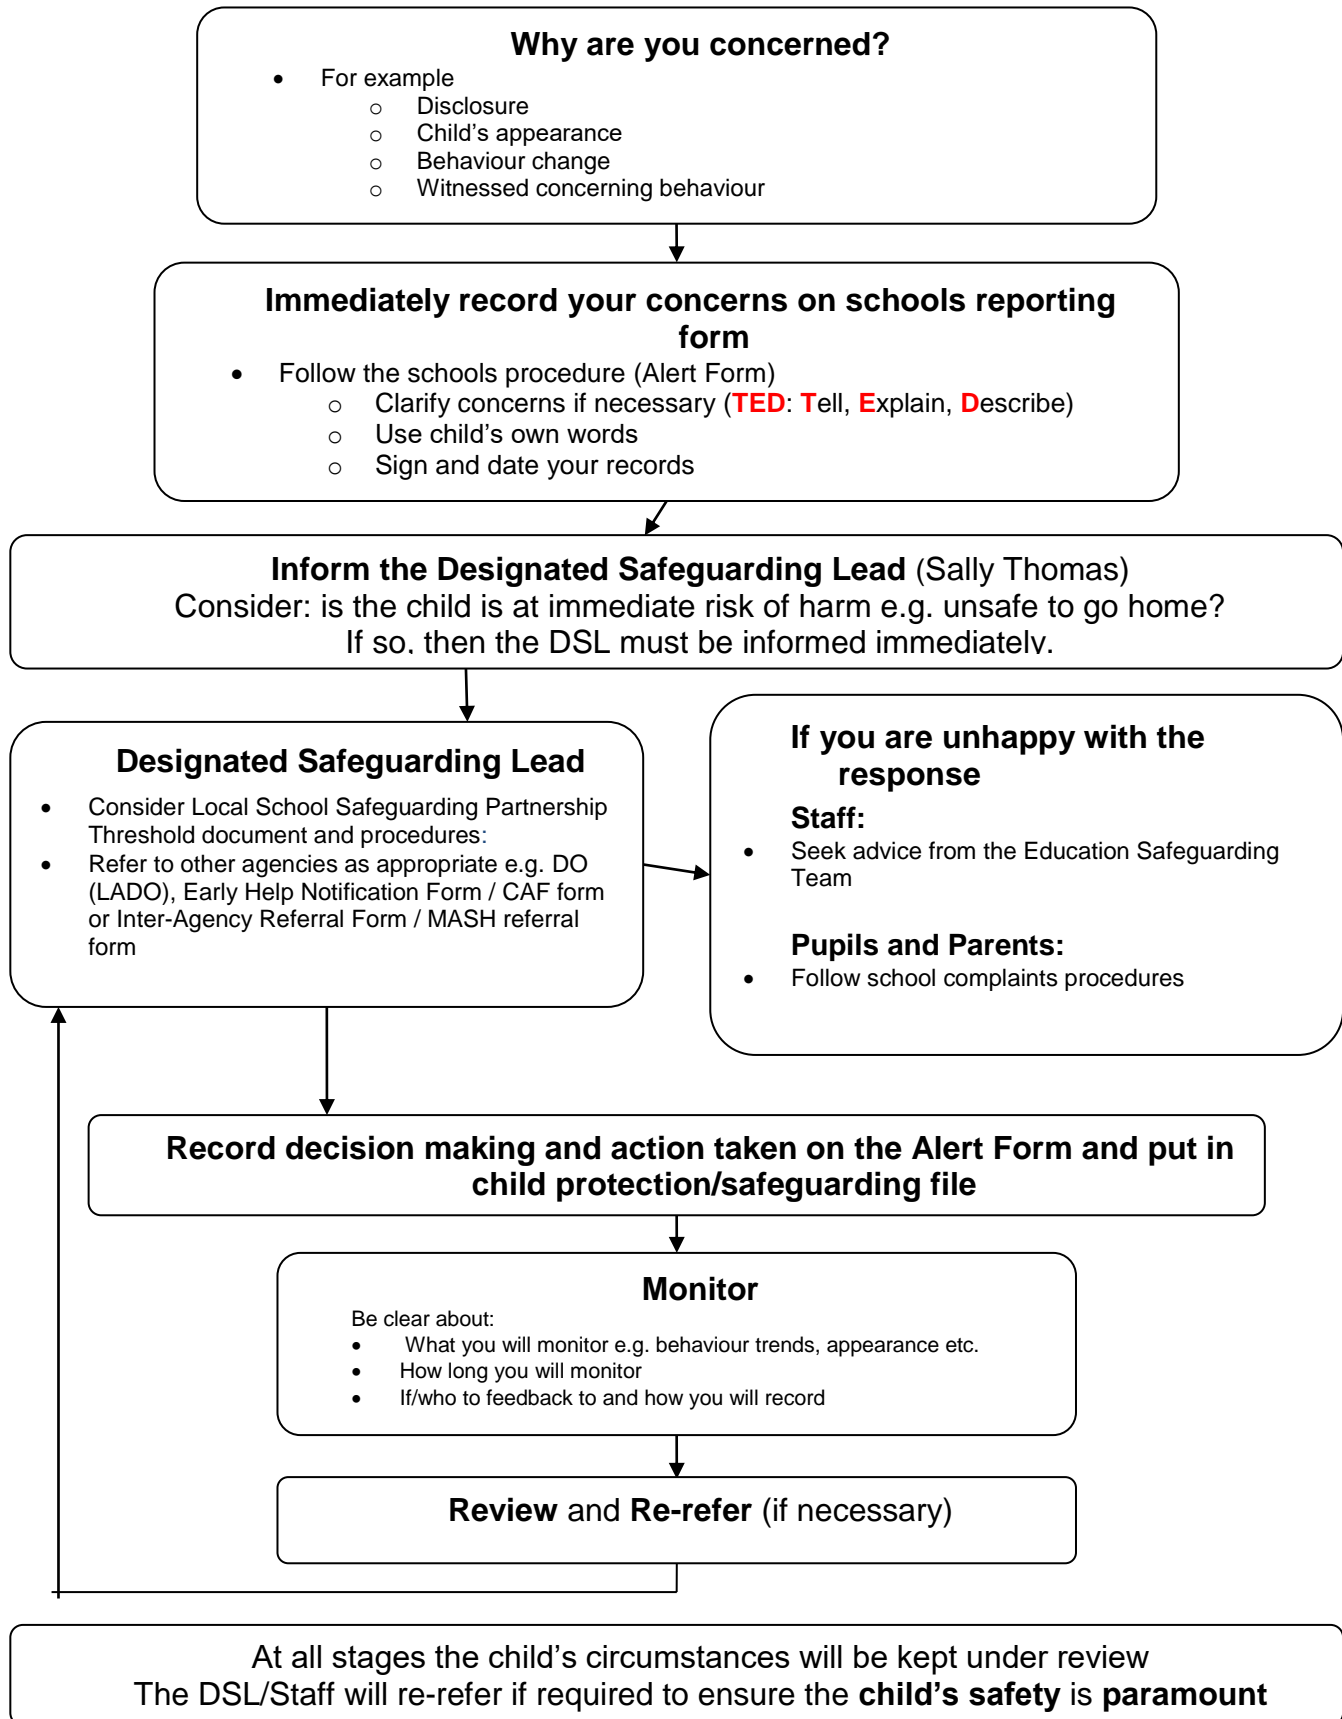 Why are you concerned?
• For example
o Disclosure
o Child's appearance
o Behaviour change
o Witnessed concerning behaviour
Immediately record your concerns on schools reporting
form
• Follow the schools procedure (Alert Form)
o Clarify concerns if necessary (TED: Tell, Explain, Describe)
o Use child's own words
o Sign and date your records
Inform the Designated Safeguarding Lead (Sally Thomas)
Consider: is the child is at immediate risk of harm e.g. unsafe to go home?
If so, then the DSL must be informed immediately.
Designated Safeguarding Lead
• Consider Local School Safeguarding Partnership
Threshold document and procedures:
• Refer to other agencies as appropriate e.g. DO
(LADO), Early Help Notification Form / CAF form
or Inter-Agency Referral Form / MASH referral
form
If you are unhappy with the
response
Staff:
• Seek advice from the Education Safeguarding
Team
Pupils and Parents:
• Follow school complaints procedures
Record decision making and action taken on the Alert Form and put in
child protection/safeguarding file
Monitor
Be clear about:
• What you will monitor e.g. behaviour trends, appearance etc.
• How long you will monitor
• If/who to feedback to and how you will record
Review and Re-refer (if necessary)
At all stages the child's circumstances will be kept under review
The DSL/Staff will re-refer if required to ensure the child's safety is paramount